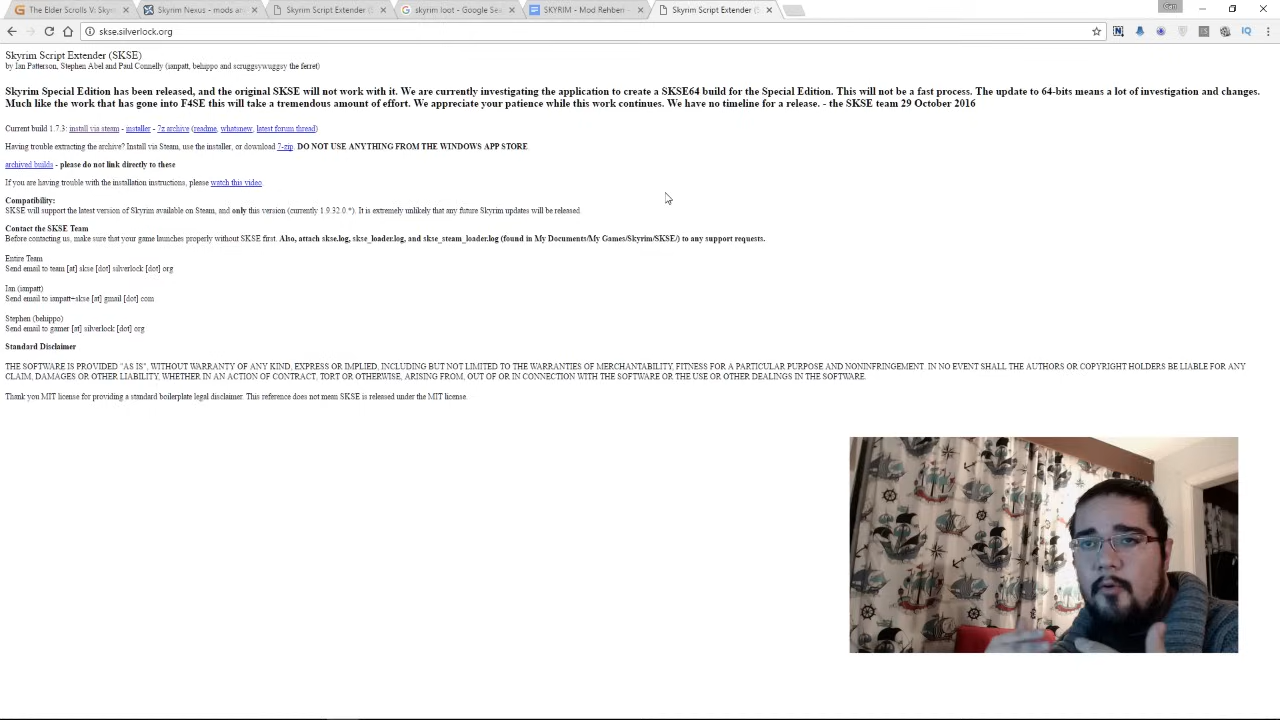 The Elder Scrolls V: Sky
Skyrim Nexus - mods an
Skyrim Script Extender (S
skyrim loot - Google Sea
SKYRIM - Mod Rehberi -
Skyrim Script Extender (S
skse.silverlock.org
Skyrim Script Extender (SKSE)
by Ian Patterson, Stephen Abel and Paul Connelly (ianpatt, behippo and scruggsywuggsy the ferret)
Skyrim Special Edition has been released, and the original SKSE will not work with it. We are currently investigating the application to create a SKSE64 build for the Special Edition. This will not be a fast process. The update to 64-bits means a lot of investigation and changes.
Much like the work that has gone into F4SE this will take a tremendous amount of effort. We appreciate your patience while this work continues. We have no timeline for a release. - the SKSE team 29 October 2016
Current build 1.7.3: install via steam - installer - 7z archive (readme, whatsnew, latest forum thread)
Having trouble extracting the archive? Install via Steam, use the installer, or download 7-zip. DO NOT USE ANYTHING FROM THE WINDOWS APP STORE.
archived builds - please do not link directly to these
If you are having trouble with the installation instructions, please watch this video.
Compatibility:
SKSE will support the latest version of Skyrim available on Steam, and only this version (currently 1.9.32.0.*). It is extremely unlikely that any future Skyrim updates will be released.
Contact the SKSE Team
Before contacting us, make sure that your game launches properly without SKSE first. Also, attach skse.log, skse_loader.log, and skse_steam_loader.log (found in My Documents/My Games/Skyrim/SKSE/) to any support requests.
Entire Team
Send email to team [at] skse [dot] silverlock [dot] org
Ian (ianpatt)
Send email to ianpatt+skse [at] gmail [dot] com
Stephen (behippo)
Send email to gamer [at] silverlock [dot] org
Standard Disclaimer
THE SOFTWARE IS PROVIDED "AS IS", WITHOUT WARRANTY OF ANY KIND, EXPRESS OR IMPLIED, INCLUDING BUT NOT LIMITED TO THE WARRANTIES OF MERCHANTABILITY, FITNESS FOR A PARTICULAR PURPOSE AND NONINFRINGEMENT. IN NO EVENT SHALL THE AUTHORS OR COPYRIGHT HOLDERS BE LIABLE FOR ANY
CLAIM, DAMAGES OR OTHER LIABILITY, WHETHER IN AN ACTION OF CONTRACT, TORT OR OTHERWISE, ARISING FROM, OUT OF OR IN CONNECTION WITH THE SOFTWARE OR THE USE OR OTHER DEALINGS IN THE SOFTWARE.
Thank you MIT license for providing a standard boilerplate legal disclaimer. This reference does not mean SKSE is released under the MIT license.